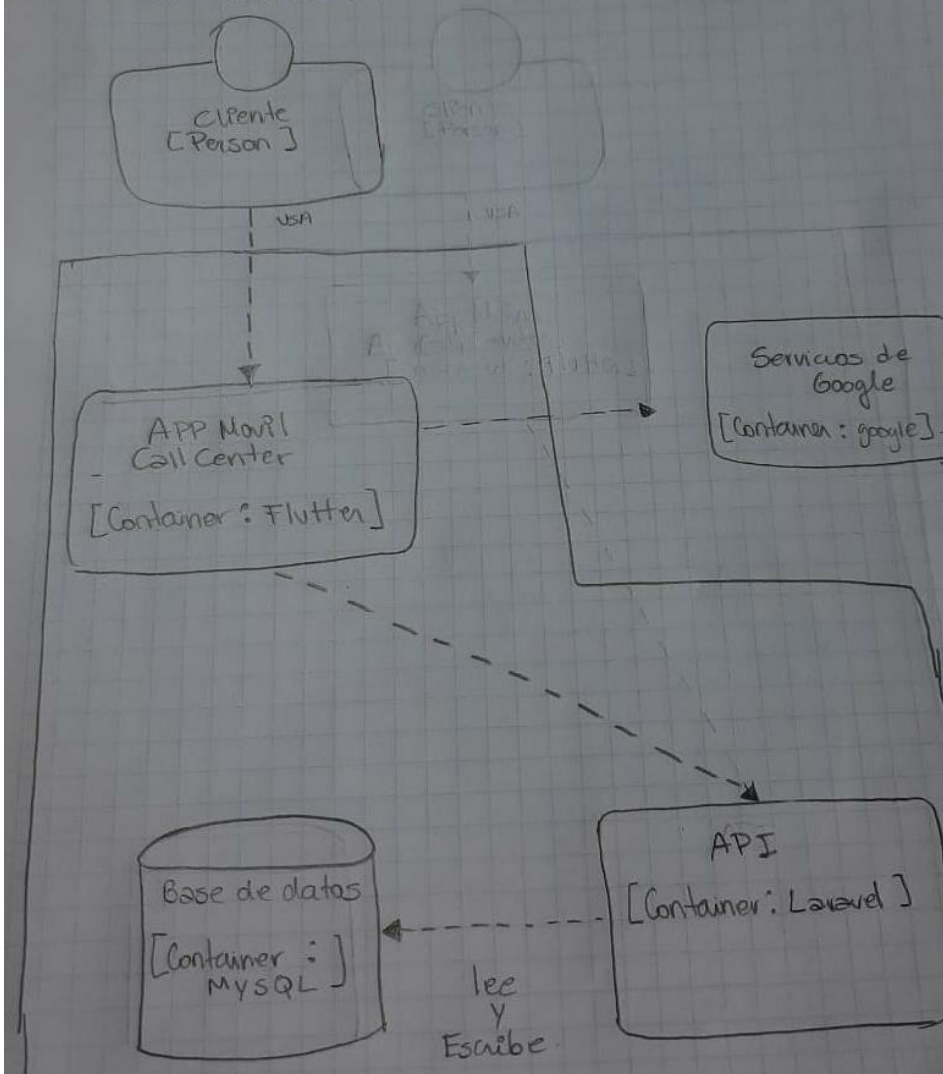 Cliente
[Person]
USA
Servicios de
Google
[Container: google]
APP Movil
Call Center
[Container: Flutter]
API
[Container: Laravel]
Base de datos
[Container:
MySQL]
lee
y
Escribe